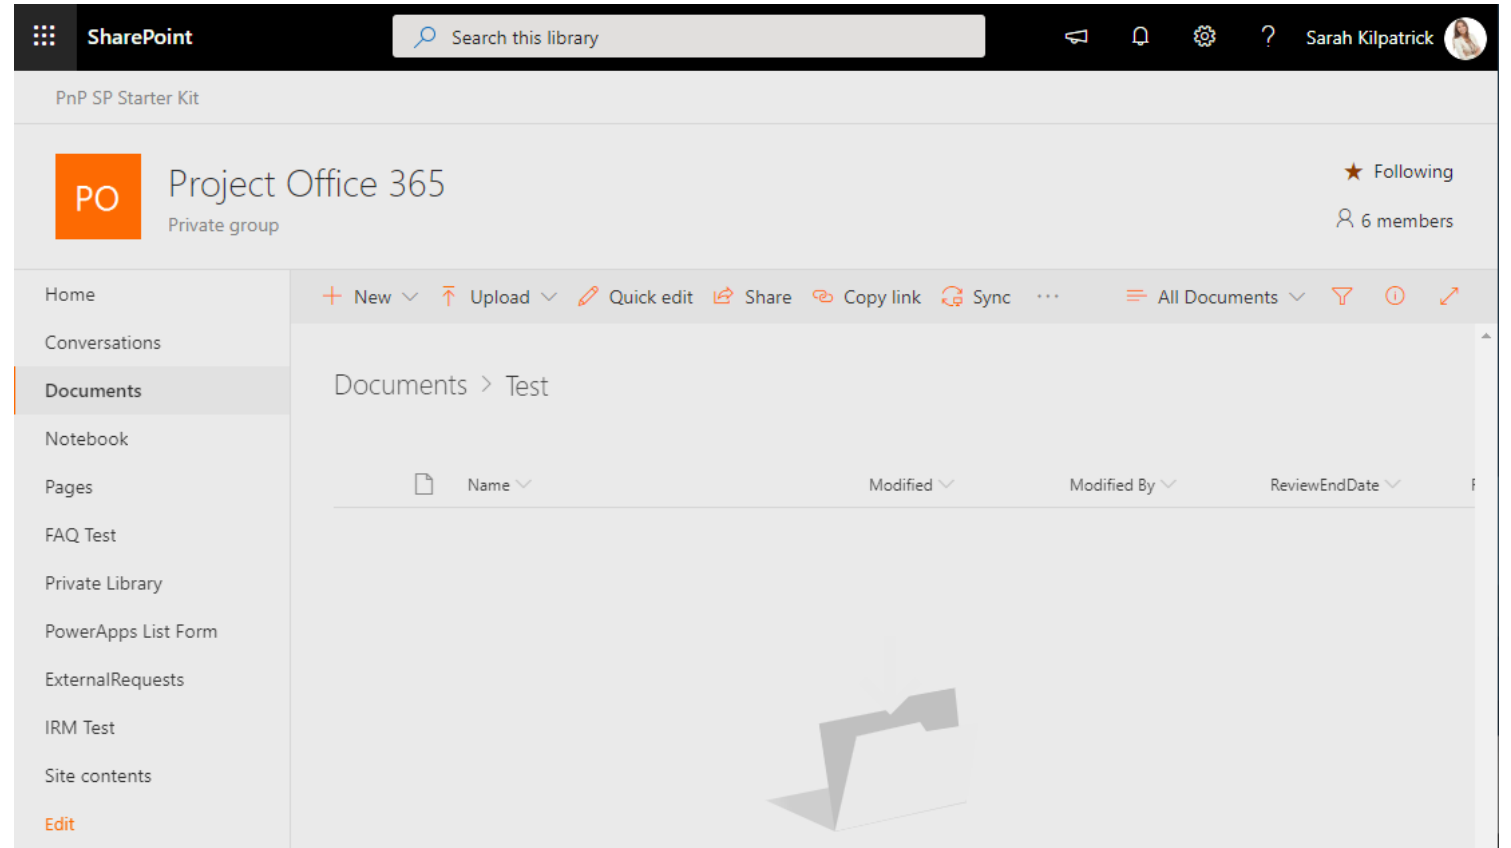 SharePoint
Search this library
Sarah Kilpatrick
PnP SP Starter Kit
PO
Project Office 365
Private group
Following
6 members
Home
Conversations
Documents
Notebook
Pages
FAQ Test
Private Library
PowerApps List Form
ExternalRequests
IRM Test
Site contents
Edit
New Upload Quick edit Share Copy link Sync ··· All Documents
Documents > Test
Name Modified Modified By ReviewEndDate